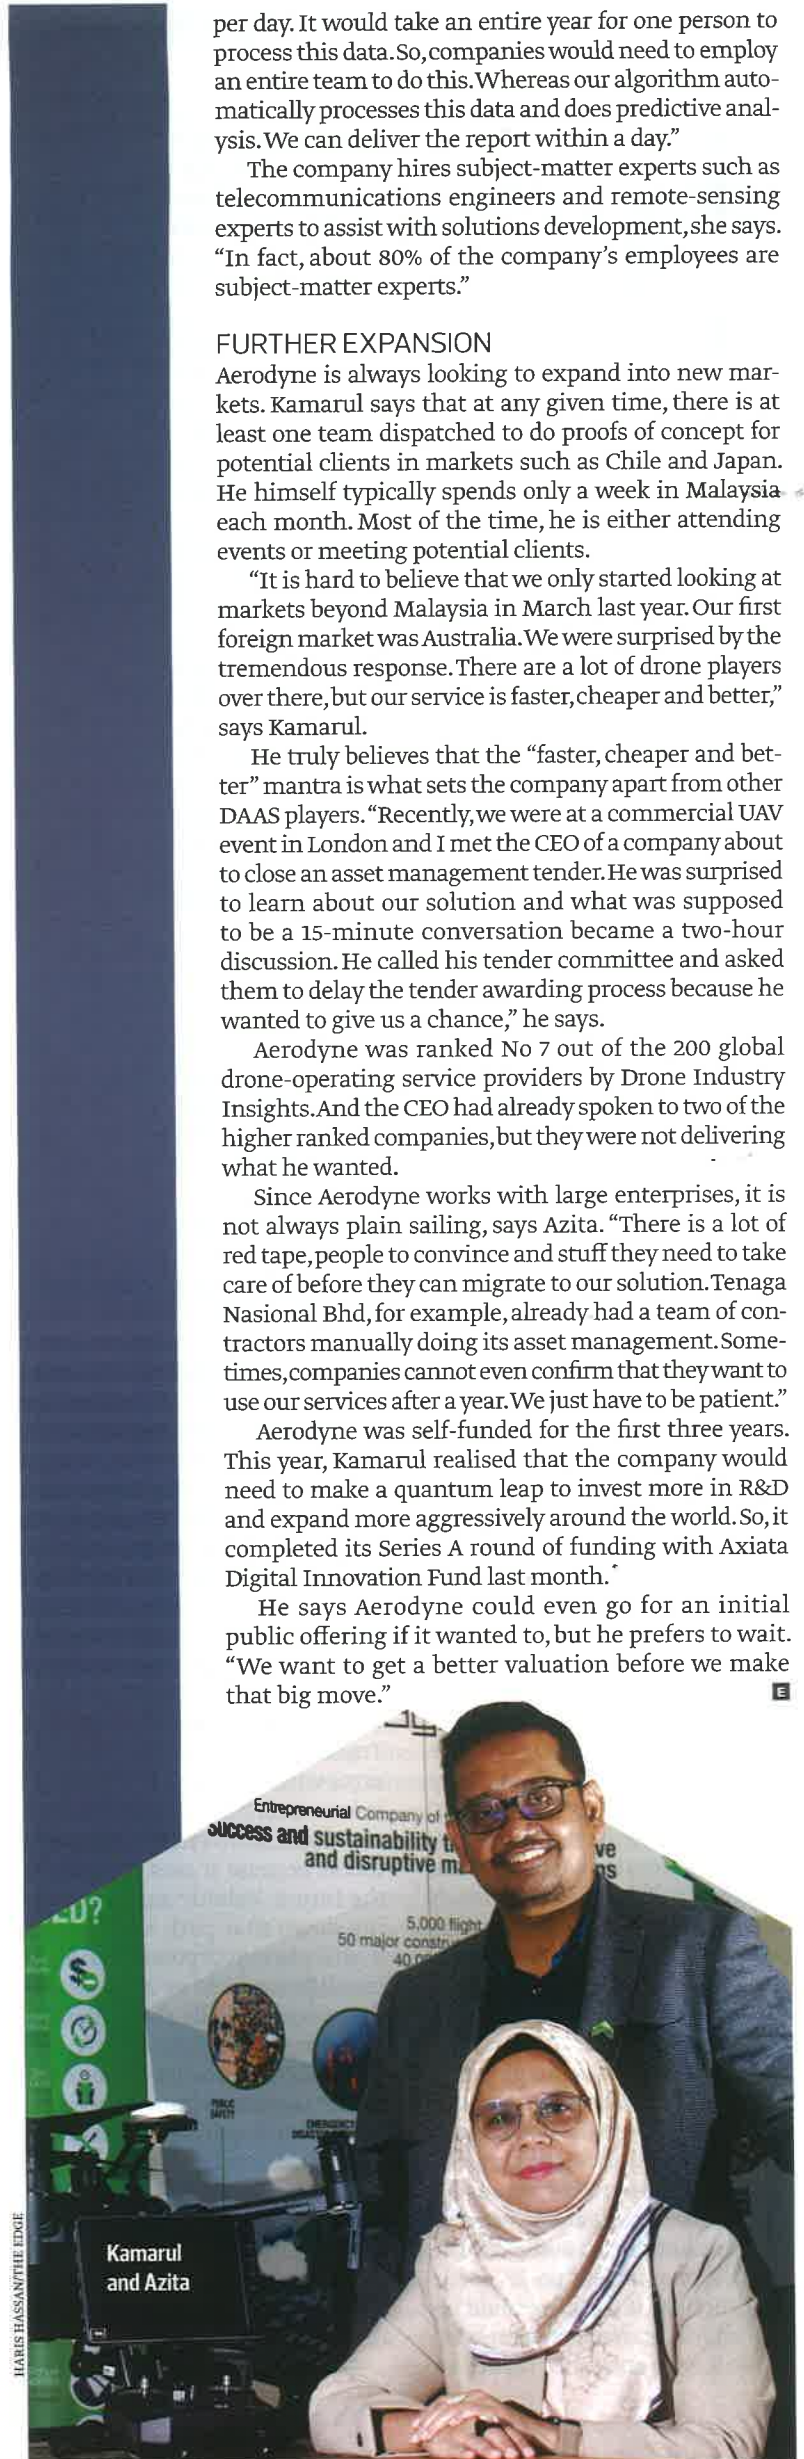 per day. It would take an entire year for one person to
process this data. So, companies would need to employ
an entire team to do this. Whereas our algorithm auto-
matically processes this data and does predictive anal-
ysis. We can deliver the report within a day.”
The company hires subject-matter experts such as
telecommunications engineers and remote-sensing
experts to assist with solutions development, she says.
“In fact, about 80% of the company’s employees are
subject-matter experts.”
FURTHER EXPANSION
Aerodyne is always looking to expand into new mar-
kets. Kamarul says that at any given time, there is at
least one team dispatched to do proofs of concept for
potential clients in markets such as Chile and Japan.
He himself typically spends only a week in Malaysia
each month. Most of the time, he is either attending
events or meeting potential clients.
“It is hard to believe that we only started looking at
markets beyond Malaysia in March last year. Our first
foreign market was Australia. We were surprised by the
tremendous response. There are a lot of drone players
over there, but our service is faster, cheaper and better,”
says Kamarul.
He truly believes that the “faster, cheaper and bet-
ter” mantra is what sets the company apart from other
DAAS players. “Recently, we were at a commercial UAV
event in London and I met the CEO of a company about
to close an asset management tender. He was surprised
to learn about our solution and what was supposed
to be a 15-minute conversation became a two-hour
discussion. He called his tender committee and asked
them to delay the tender awarding process because he
wanted to give us a chance,” he says.
Aerodyne was ranked No 7 out of the 200 global
drone-operating service providers by Drone Industry
Insights. And the CEO had already spoken to two of the
higher ranked companies, but they were not delivering
what he wanted.
Since Aerodyne works with large enterprises, it is
not always plain sailing, says Azita. “There is a lot of
red tape, people to convince and stuff they need to take
care of before they can migrate to our solution. Tenaga
Nasional Bhd, for example, already had a team of con-
tractors manually doing its asset management. Some-
times, companies cannot even confirm that they want to
use our services after a year. We just have to be patient.”
Aerodyne was self-funded for the first three years.
This year, Kamarul realised that the company would
need to make a quantum leap to invest more in R&D
and expand more aggressively around the world. So, it
completed its Series A round of funding with Axiata
Digital Innovation Fund last month.
He says Aerodyne could even go for an initial
public offering if it wanted to, but he prefers to wait.
“We want to get a better valuation before we make
that big move.”
E
Entrepreneurial Company of
Success and sustainability
and disruptive
5,000 flight
50 major
PUBLIC
SAFETY
EMERGENCY
Kamarul
and Azita
HARIS HASSAN/THE EDGE